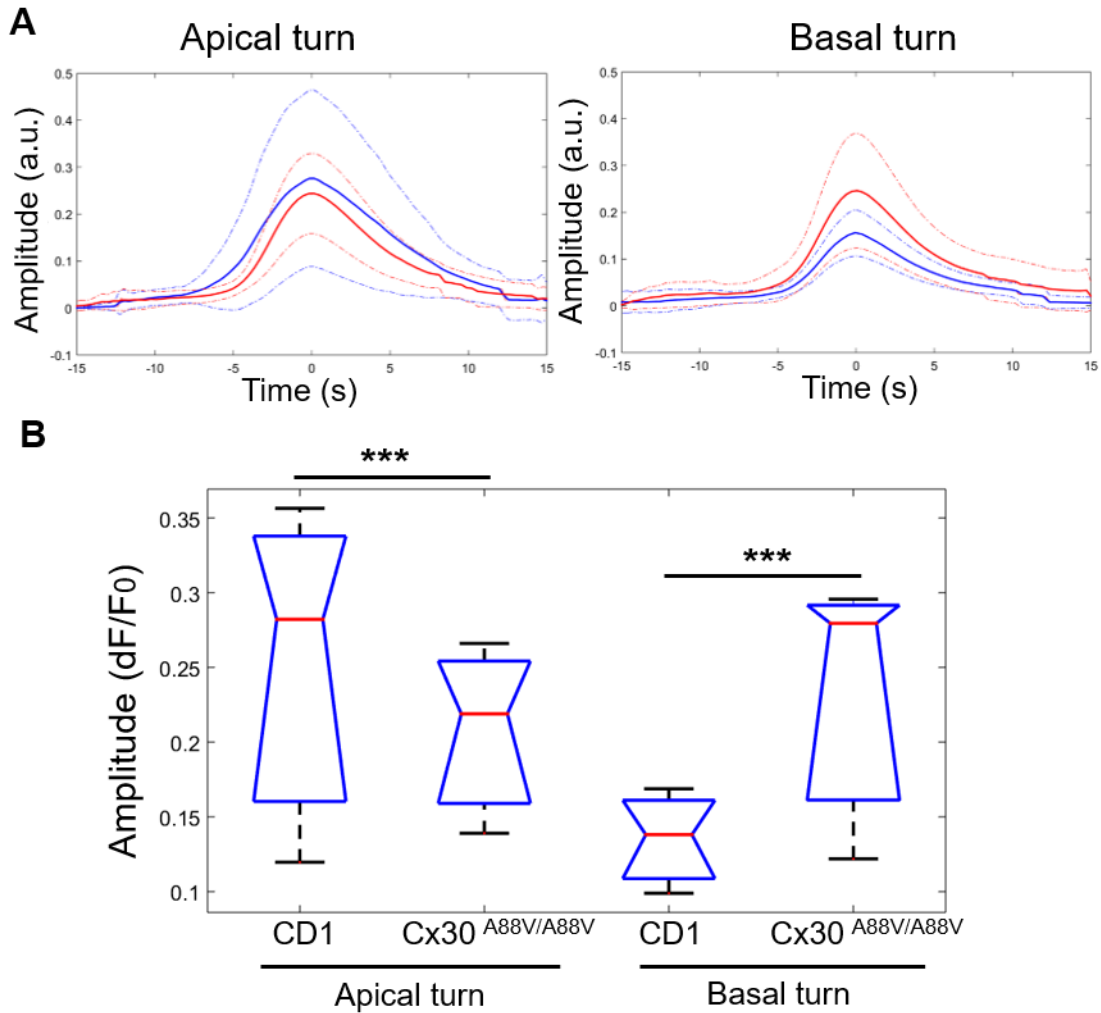 A
Apical turn
Basal turn
Amplitude (a.u.)
0.5
0.4
0.3
0.2
0.1
0
-0.1
-15
-10
-5
0
5
10
15
Time (s)
Amplitude (a.u.)
0.5
0.4
0.3
0.2
0.1
0
-0.1
-15
-10
-5
0
5
10
15
Time (s)
B
***
***
Amplitude (dF/F0)
0.35
0.3
0.25
0.2
0.15
0.1
CD1
Cx30 A88V/A88V
CD1
Cx30 A88V/A88V
Apical turn
Basal turn